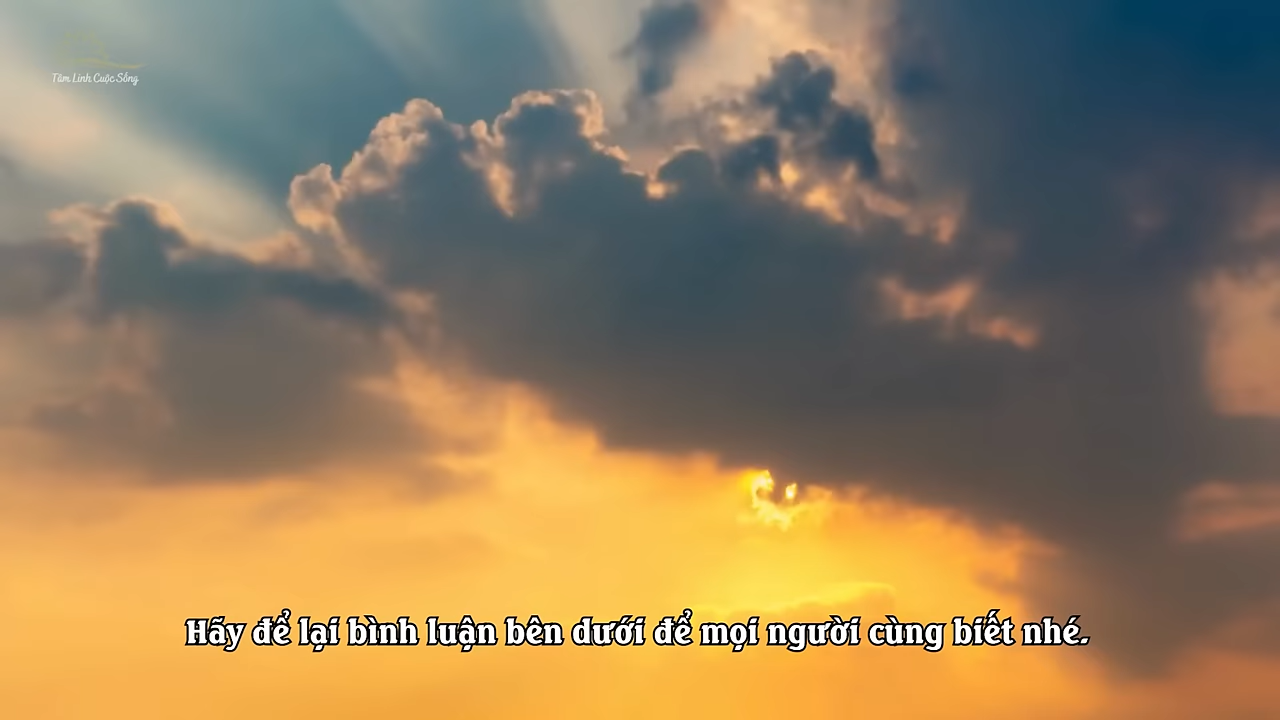 Tâm Linh Cuộc Sống
Hãy để lại bình luận bên dưới để mọi người cùng biết nhé.